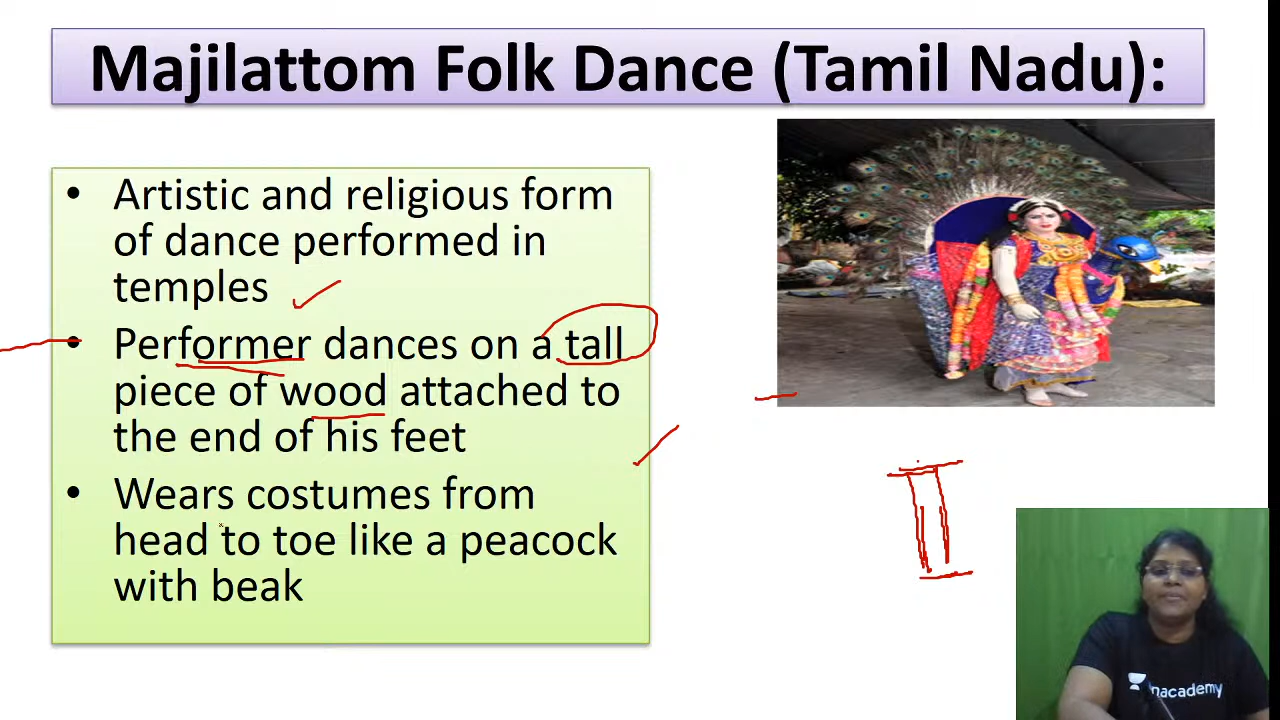 Majilattom Folk Dance (Tamil Nadu):
• Artistic and religious form
of dance performed in
temples
• Performer dances on a tall
piece of wood attached to
the end of his feet
• Wears costumes from
head to toe like a peacock
with beak
unacademy